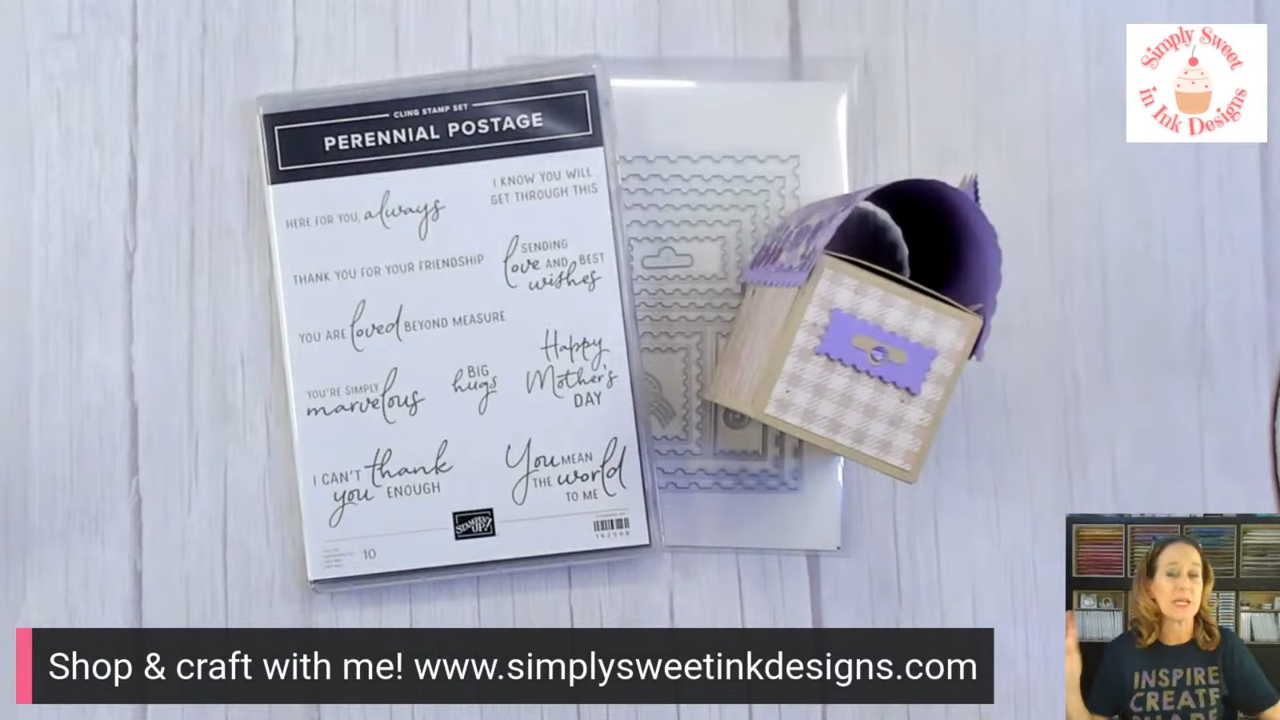 Simply Sweet
in Ink Designs
CLING STAMP SET
PERENNIAL POSTAGE
HERE FOR YOU, always
I KNOW YOU WILL
GET THROUGH THIS
THANK YOU FOR YOUR FRIENDSHIP
SENDING
love AND BEST
wishes
YOU ARE loved BEYOND MEASURE
YOU'RE SIMPLY
marvelous
BIG
hugs
Happy
Mother's
DAY
I CAN'T thank
you ENOUGH
You MEAN
THE world
TO ME
STAMPIN' UP!
10
INSPIRE
CREATE
Shop & craft with me! www.simplysweetinkdesigns.com